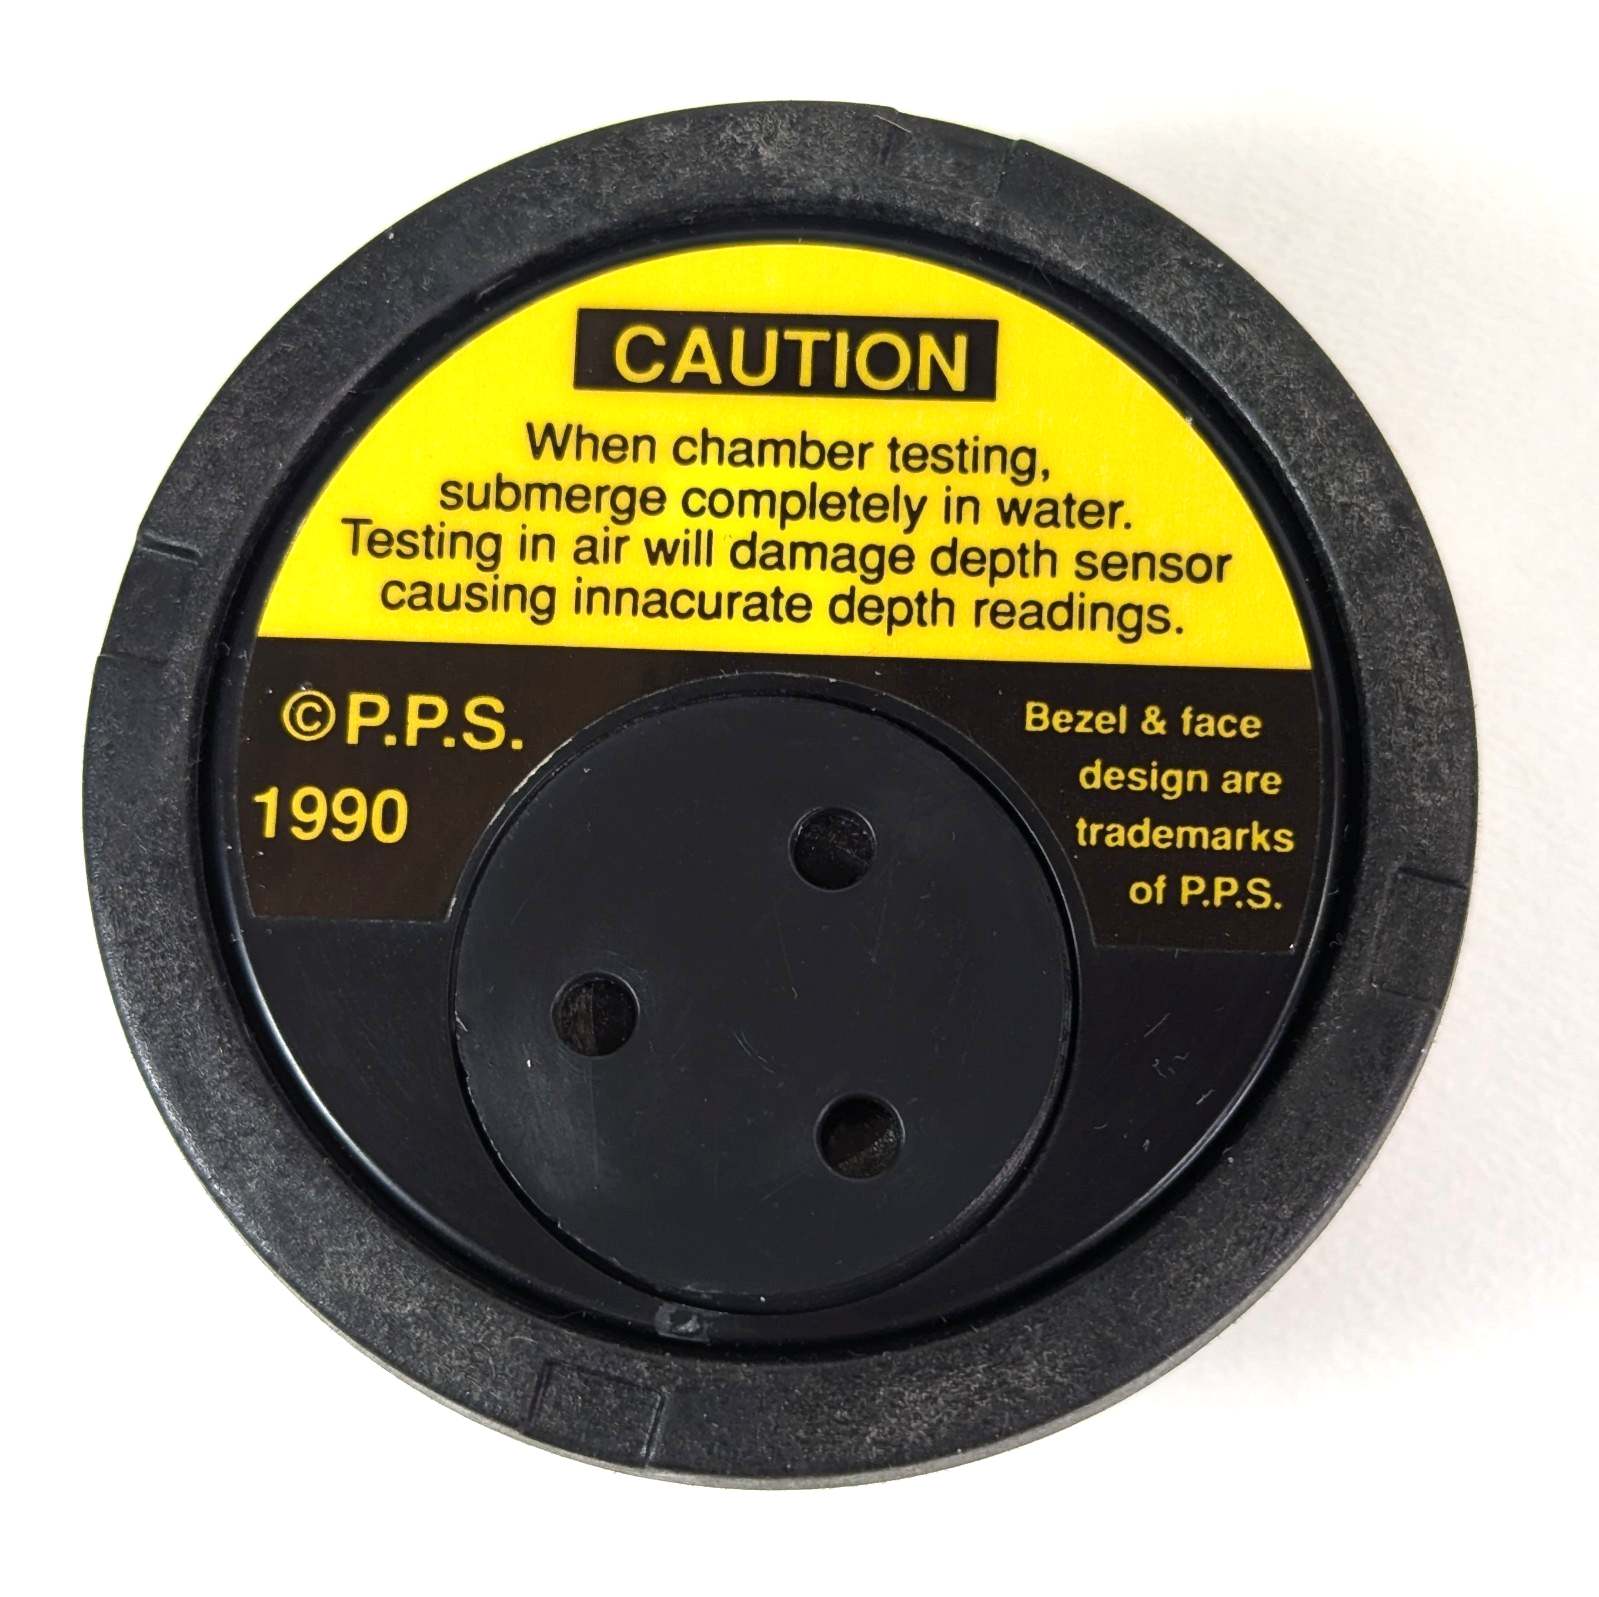 CAUTION
When chamber testing,
submerge completely in water.
Testing in air will damage depth sensor
causing innacurate depth readings.
©P.P.S.
1990
Bezel & face
design are
trademarks
of P.P.S.